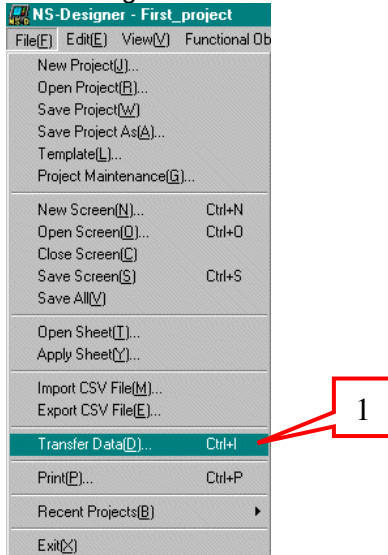 NS-Designer - First_project
File(F) Edit(E) View(V) Functional Ob
New Project(J)...
Open Project(R)...
Save Project(W)
Save Project As(A)...
Template(L)...
Project Maintenance(G)...
New Screen(N)... Ctrl+N
Open Screen(O)... Ctrl+O
Close Screen(C)
Save Screen(S) Ctrl+S
Save All(V)
Open Sheet(T)...
Apply Sheet(Y)...
Import CSV File(M)...
Export CSV File(E)...
1
Transfer Data(D)... Ctrl+I
Print(P)... Ctrl+P
Recent Projects(B)
Exit(X)